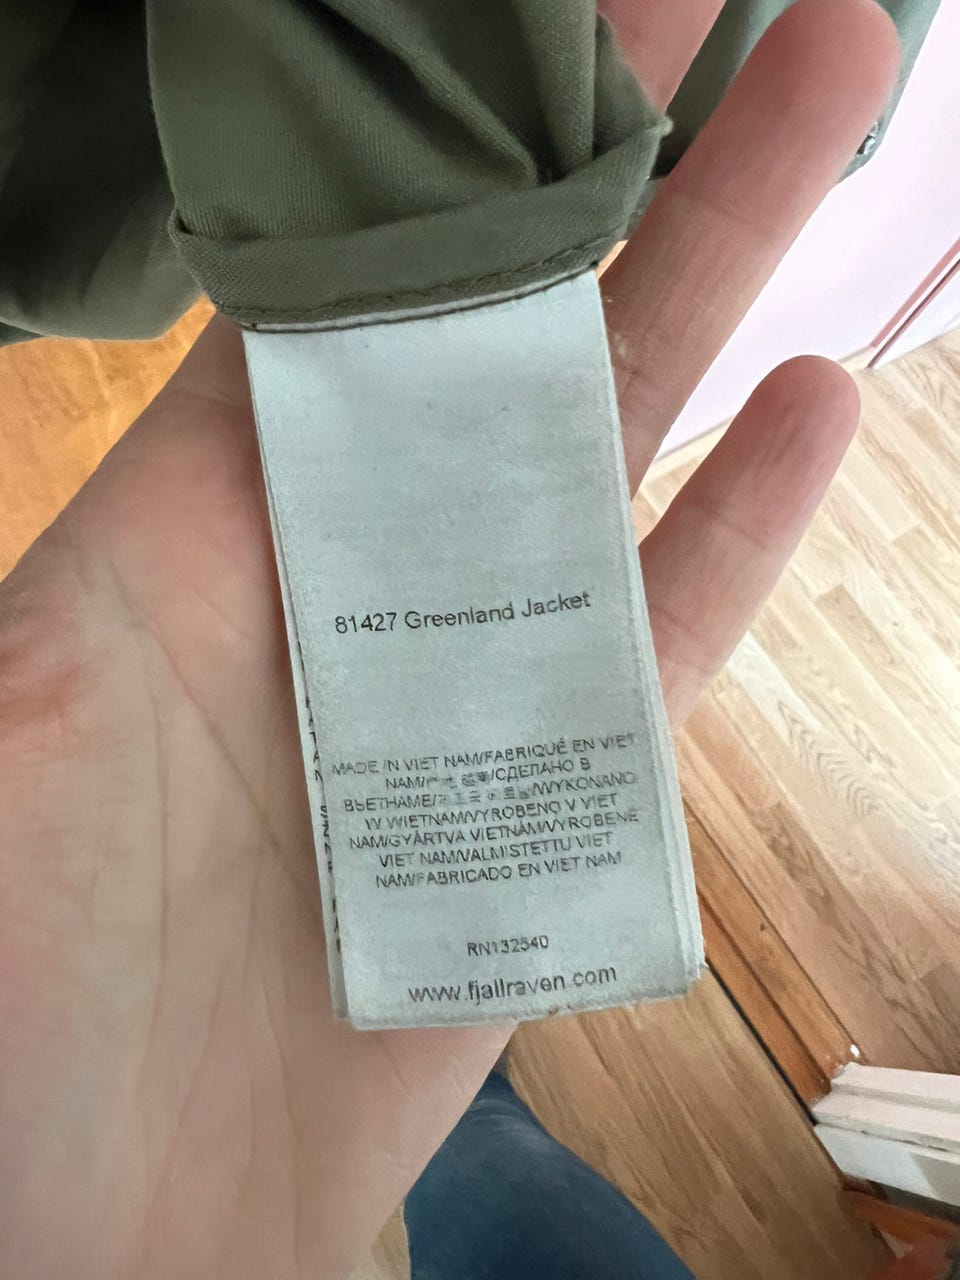 81427 Greenland Jacket
MADE IN VIET NAM/FABRIQUÉ EN VIET
NAM/ /СДЕЛАНО В
ВЬЕТНАМЕ/ /WYKONANO
W WIETNAM/VYROBENO V VIET
NAM/GYÁRTVA VIETNÁM/VYROBENÉ
VIET NAM/VALMISTETTU VIET
NAM/FABRICADO EN VIET NAM
RN132540
www.fjallraven.com